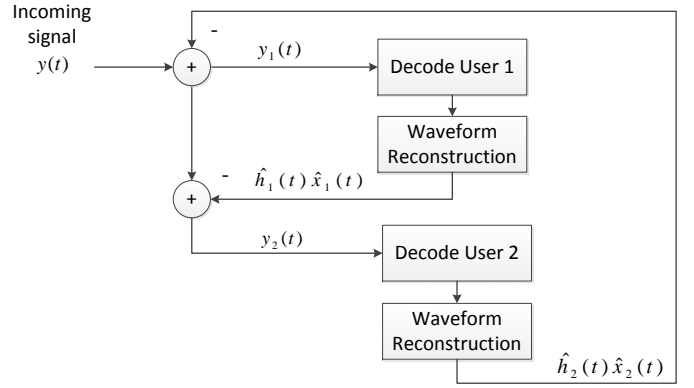 Incoming
signal
y(t)
-
+
y₁(t)
Decode User 1
Waveform
Reconstruction
-
ĥ₁(t) x̂₁(t)
+
y₂(t)
Decode User 2
Waveform
Reconstruction
ĥ₂(t) x̂₂(t)